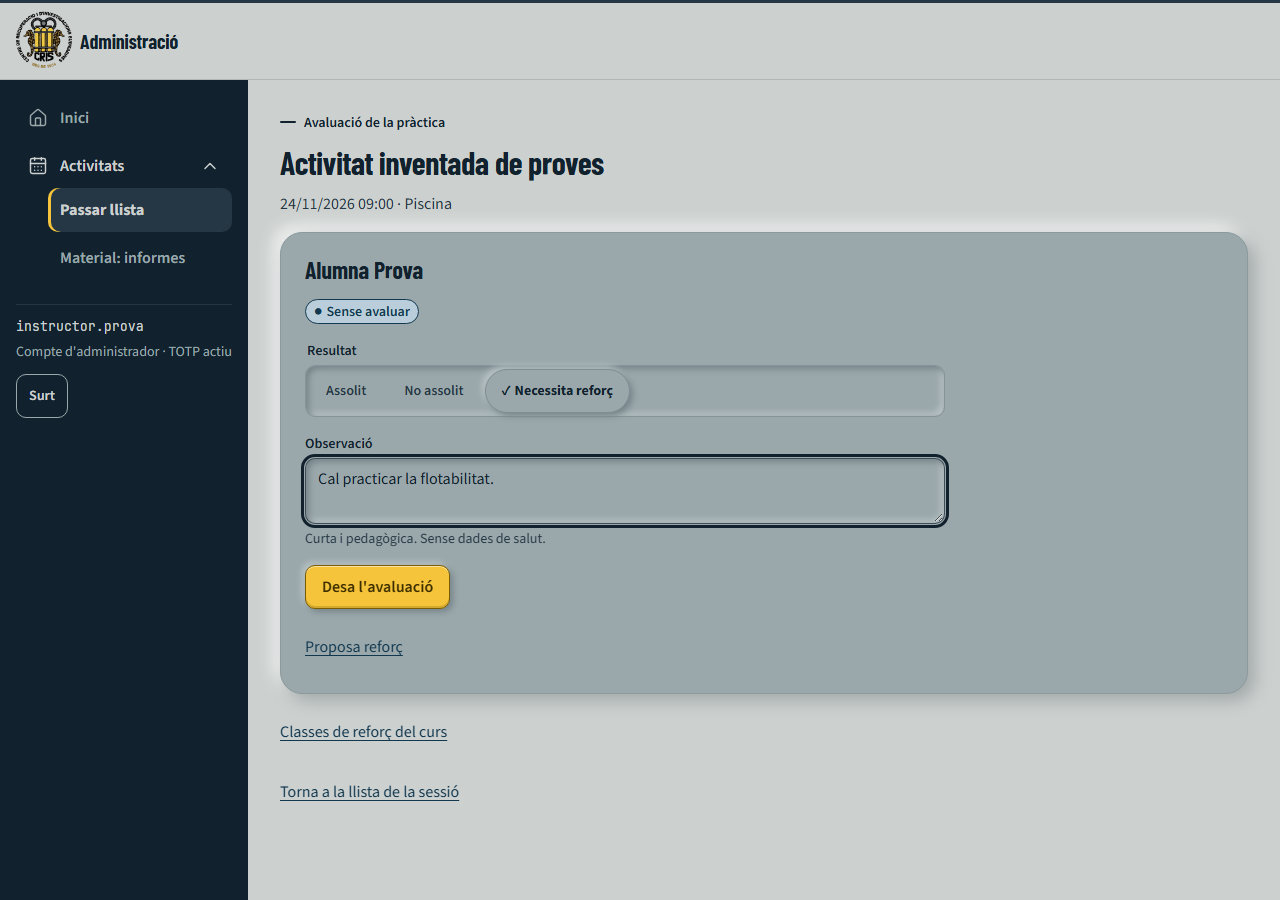 CRIS
Administració
Inici
Activitats
Passar llista
Material: informes
instructor.prova
Compte d'administrador · TOTP actiu
Surt
Avaluació de la pràctica
Activitat inventada de proves
24/11/2026 09:00 · Piscina
Alumna Prova
Sense avaluar
Resultat
Assolit No assolit ✓ Necessita reforç
Observació
Cal practicar la flotabilitat.
Curta i pedagògica. Sense dades de salut.
Desa l'avaluació
Proposa reforç
Classes de reforç del curs
Torna a la llista de la sessió